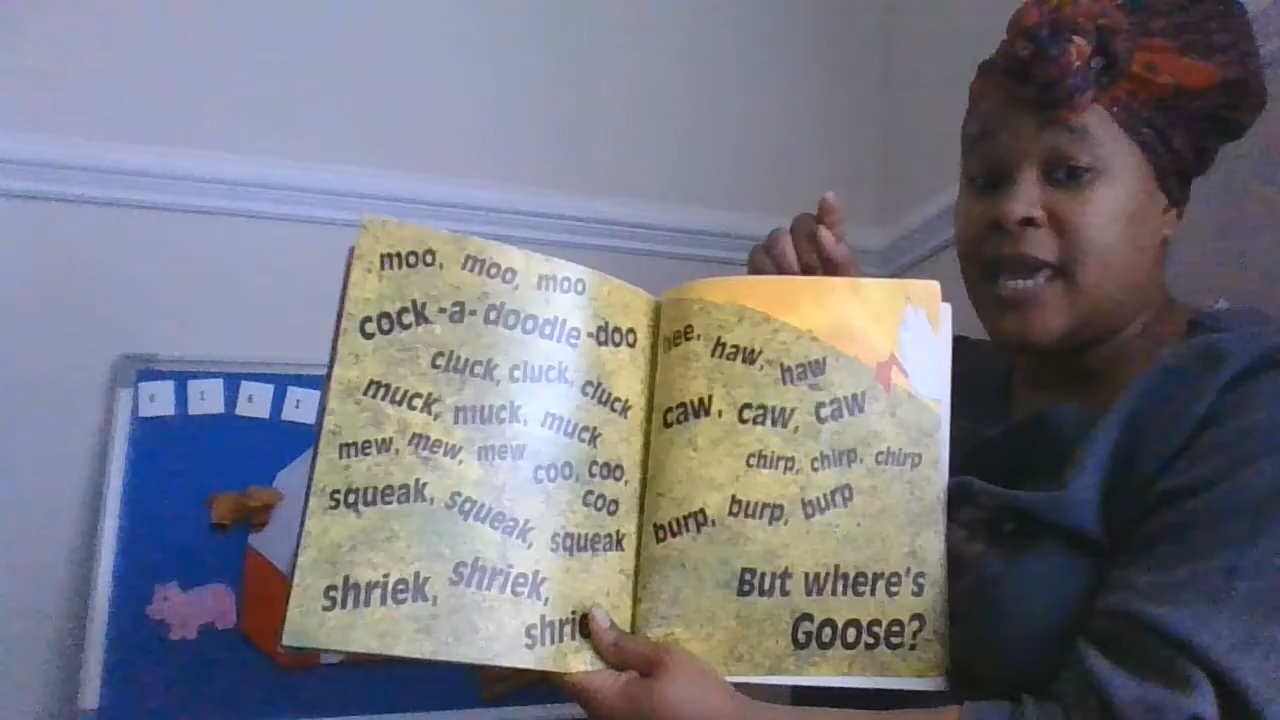 E I E I
moo, moo, moo
cock-a-doodle-doo
cluck, cluck, cluck
muck, muck, muck
mew, mew, mew
coo, coo,
coo
squeak, squeak, squeak
shriek, shriek,
hee, haw, haw
caw, caw, caw
chirp, chirp, chirp
burp, burp, burp
But where's
Goose?